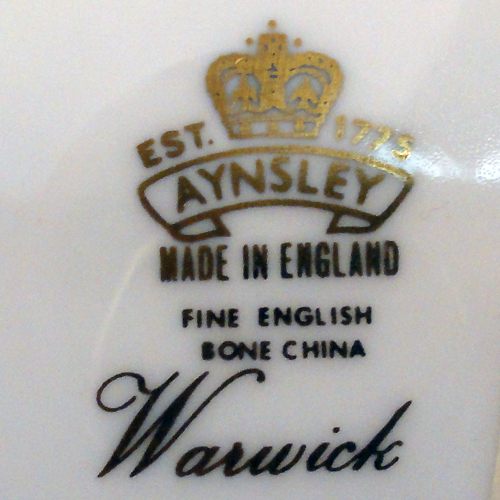 EST. 1775
AYNSLEY
MADE IN ENGLAND
FINE ENGLISH
BONE CHINA
Warwick